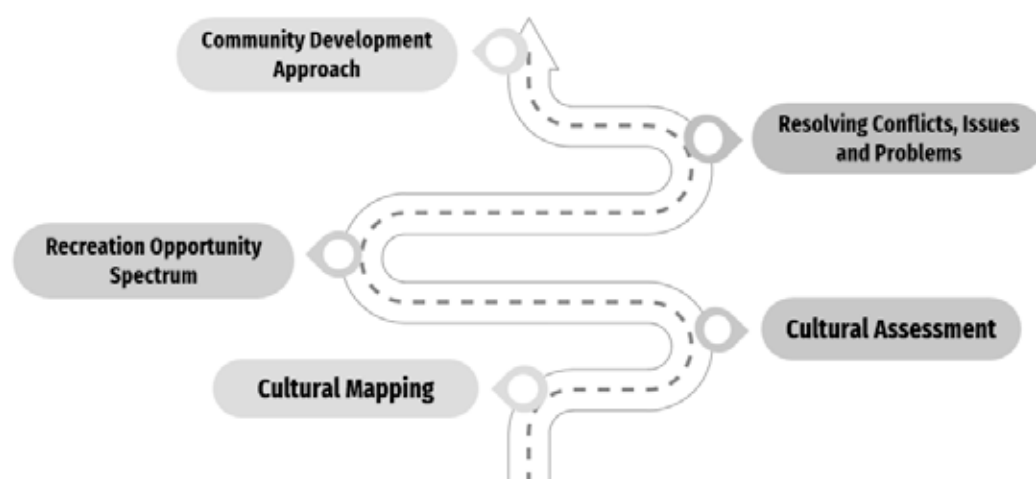 Community Development
Approach
Resolving Conflicts, Issues
and Problems
Recreation Opportunity
Spectrum
Cultural Assessment
Cultural Mapping